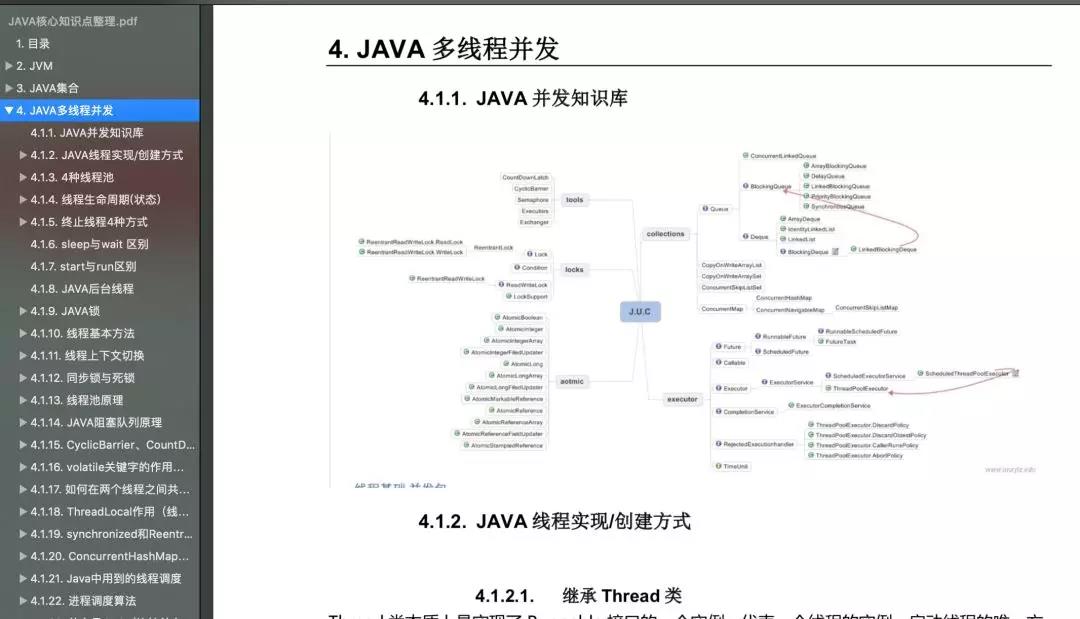 JAVA核心知识点整理.pdf
1. 目录
2. JVM
3. JAVA集合
4. JAVA多线程并发
4.1.1. JAVA并发知识库
4.1.2. JAVA线程实现/创建方式
4.1.3. 4种线程池
4.1.4. 线程生命周期(状态)
4.1.5. 终止线程4种方式
4.1.6. sleep与wait 区别
4.1.7. start与run区别
4.1.8. JAVA后台线程
4.1.9. JAVA锁
4.1.10. 线程基本方法
4.1.11. 线程上下文切换
4.1.12. 同步锁与死锁
4.1.13. 线程池原理
4.1.14. JAVA阻塞队列原理
4.1.15. CyclicBarrier、CountD...
4.1.16. volatile关键字的作用...
4.1.17. 如何在两个线程之间共...
4.1.18. ThreadLocal作用（线...
4.1.19. synchronized和Reentr...
4.1.20. ConcurrentHashMap...
4.1.21. Java中用到的线程调度
4.1.22. 进程调度算法
4. JAVA 多线程并发
4.1.1. JAVA 并发知识库
CountDownLatch
CyclicBarrier
Semaphore
Executors
Exchanger
tools
ReentrantReadWriteLock.ReadLock
ReentrantReadWriteLock.WriteLock
ReentrantLock
Lock
Condition
ReentrantReadWriteLock
ReadWriteLock
LockSupport
locks
AtomicBoolean
AtomicInteger
AtomicIntegerArray
AtomicIntegerFiledUpdater
AtomicLong
AtomicLongArray
AtomicLongFiledUpdater
AtomicMarkableReference
AtomicReference
AtomicReferenceArray
AtomicReferenceFieldUpdater
AtomicStampedReference
aotmic
J.U.C
collections
Queue
ConcurrentLinkedQueue
BlockingQueue
ArrayBlockingQueue
DelayQueue
LinkedBlockingQueue
PriorityBlockingQueue
SynchronousQueue
Deque
ArrayDeque
IdentityLinkedList
LinkedList
BlockingDeque
LinkedBlockingDeque
CopyOnWriteArrayList
CopyOnWriteArraySet
ConcurrentSkipListSet
ConcurrentMap
ConcurrentHashMap
ConcurrentNavigableMap
ConcurrentSkipListMap
executor
Future
RunnableFuture
RunnableScheduledFuture
FutureTask
ScheduledFuture
Callable
Executor
ExecutorService
ScheduledExecutorService
ScheduledThreadPoolExecutor
ThreadPoolExecutor
CompletionService
ExecutorCompletionService
RejectedExecutionHandler
ThreadPoolExecutor.DiscardPolicy
ThreadPoolExecutor.DiscardOldestPolicy
ThreadPoolExecutor.CallerRunsPolicy
ThreadPoolExecutor.AbortPolicy
TimeUnit
4.1.2. JAVA 线程实现/创建方式
4.1.2.1. 继承 Thread 类